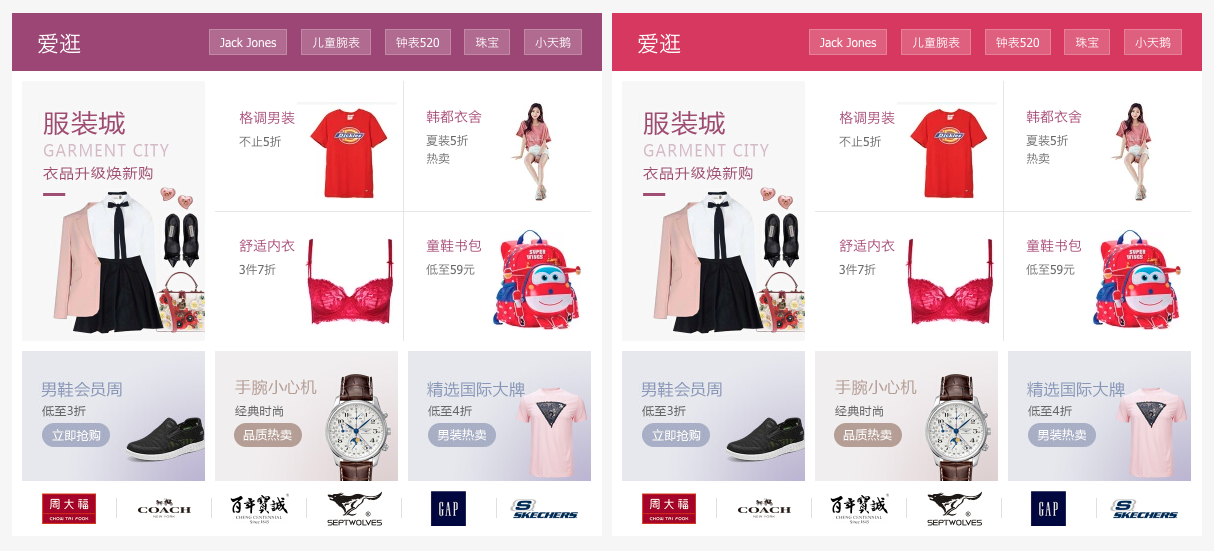 爱逛
Jack Jones
儿童腕表
钟表520
珠宝
小天鹅
服装城
GARMENT CITY
衣品升级焕新购
格调男装
不止5折
Dickies
韩都衣舍
夏装5折
热卖
舒适内衣
3件7折
童鞋书包
低至59元
SUPER
WINGS
男鞋会员周
低至3折
立即抢购
手腕小心机
经典时尚
品质热卖
精选国际大牌
低至4折
男装热卖
周大福
CHOW TAI FOOK
COACH
NEW YORK
百年宝诚
CHENG CENTENNIAL
Since 1945
SEPTWOLVES
GAP
SKECHERS
爱逛
Jack Jones
儿童腕表
钟表520
珠宝
小天鹅
服装城
GARMENT CITY
衣品升级焕新购
格调男装
不止5折
Dickies
韩都衣舍
夏装5折
热卖
舒适内衣
3件7折
童鞋书包
低至59元
SUPER
WINGS
男鞋会员周
低至3折
立即抢购
手腕小心机
经典时尚
品质热卖
精选国际大牌
低至4折
男装热卖
周大福
CHOW TAI FOOK
COACH
NEW YORK
百年宝诚
CHENG CENTENNIAL
Since 1945
SEPTWOLVES
GAP
SKECHERS